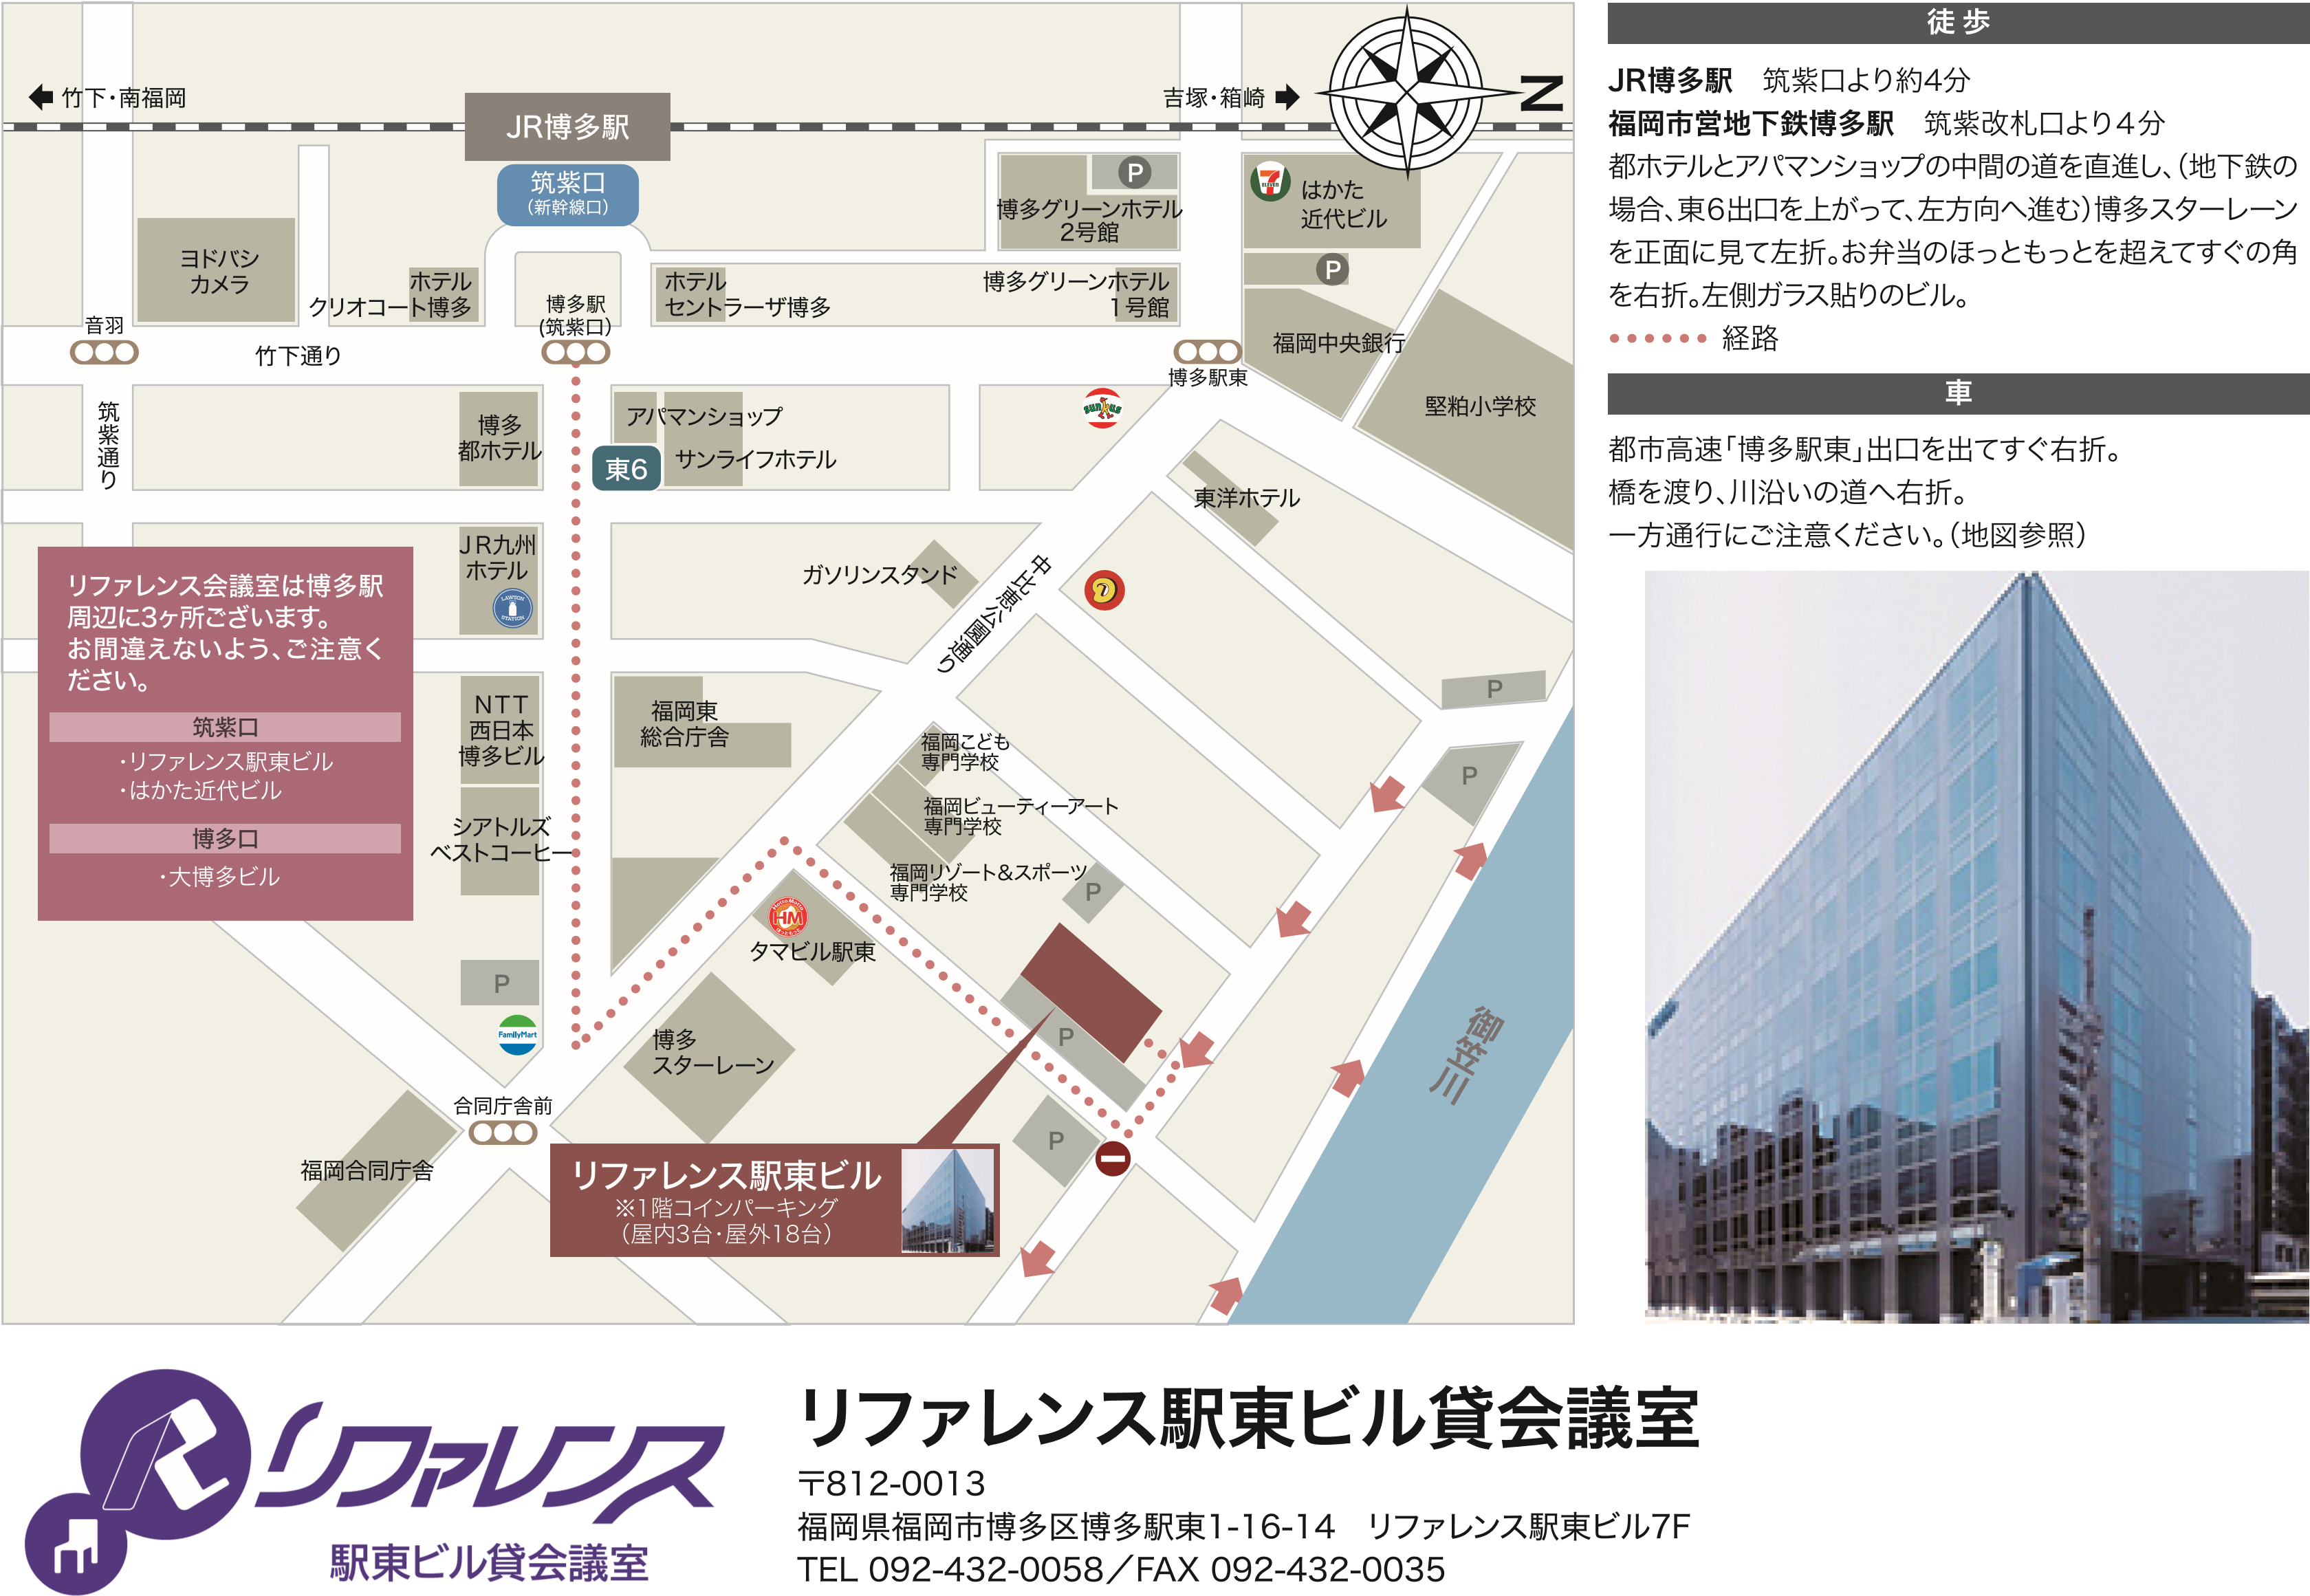 竹下・南福岡
吉塚・箱崎
N
JR博多駅
筑紫口
（新幹線口）
P
博多グリーンホテル
2号館
はかた
近代ビル
P
ヨドバシ
カメラ
ホテル
クリオコート博多
博多駅
(筑紫口)
ホテル
セントラーザ博多
博多グリーンホテル
1号館
音羽
竹下通り
博多駅東
福岡中央銀行
堅粕小学校
筑紫通り
博多
都ホテル
アパマンショップ
東6
サンライフホテル
sunkus
東洋ホテル
JR九州
ホテル
LAWSON
STATION
ガソリンスタンド
中比恵公園通り
リファレンス会議室は博多駅
周辺に3ヶ所ございます。
お間違えないよう、ご注意く
ださい。
筑紫口
・リファレンス駅東ビル
・はかた近代ビル
博多口
・大博多ビル
NTT
西日本
博多ビル
福岡東
総合庁舎
福岡こども
専門学校
福岡ビューティーアート
専門学校
福岡リゾート&スポーツ
専門学校
シアトルズ
ベストコーヒー
P
P
P
HM
タマビル駅東
P
FamilyMart
博多
スターレーン
P
P
御笠川
合同庁舎前
福岡合同庁舎
リファレンス駅東ビル
※1階コインパーキング
（屋内3台・屋外18台）
徒歩
JR博多駅　筑紫口より約4分
福岡市営地下鉄博多駅　筑紫改札口より4分
都ホテルとアパマンショップの中間の道を直進し、（地下鉄の
場合、東6出口を上がって、左方向へ進む）博多スターレーン
を正面に見て左折。お弁当のほっともっとを超えてすぐの角
を右折。左側ガラス貼りのビル。
経路
車
都市高速「博多駅東」出口を出てすぐ右折。
橋を渡り、川沿いの道へ右折。
一方通行にご注意ください。（地図参照）
リファレンス
駅東ビル貸会議室
リファレンス駅東ビル貸会議室
〒812-0013
福岡県福岡市博多区博多駅東1-16-14　リファレンス駅東ビル7F
TEL 092-432-0058／FAX 092-432-0035